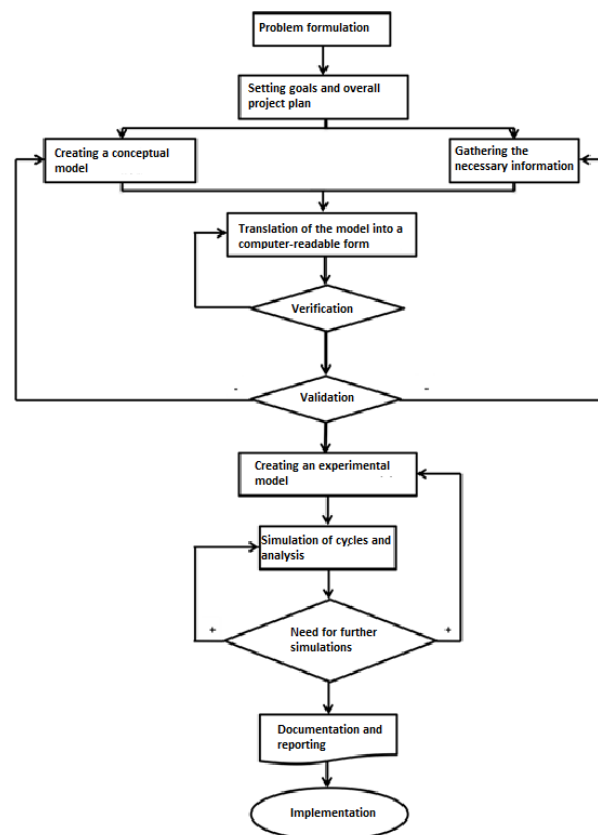 Problem formulation
Setting goals and overall
project plan
Creating a conceptual
model
Gathering the
necessary information
Translation of the model into a
computer-readable form
Verification
-
-
Validation
Creating an experimental
model
Simulation of cycles and
analysis
+
+
Need for further
simulations
Documentation and
reporting
Implementation